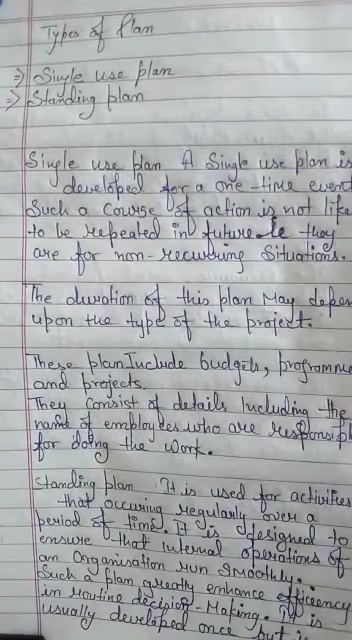 Types of Plan
=> Single use plan
=> Standing plan
Single use plan A Single use plan is
developed for a one-time event
Such a course of action is not like
to be repeated in future Ie they
are for non-recurring Situations.
The duration of this plan May depen
upon the type of the project.
These plan Include budgets, programme
and projects.
They consist of details Including the
name of employees who are responsibl
for doing the work.
Standing plan It is used for activities
that occuring regularly over a
period of time. It is designed to
ensure that internal operations of
an Organisation run smoothly.
Such a plan greatly enhance efficiency
in routine decision-Making. It is
usually developed once but is